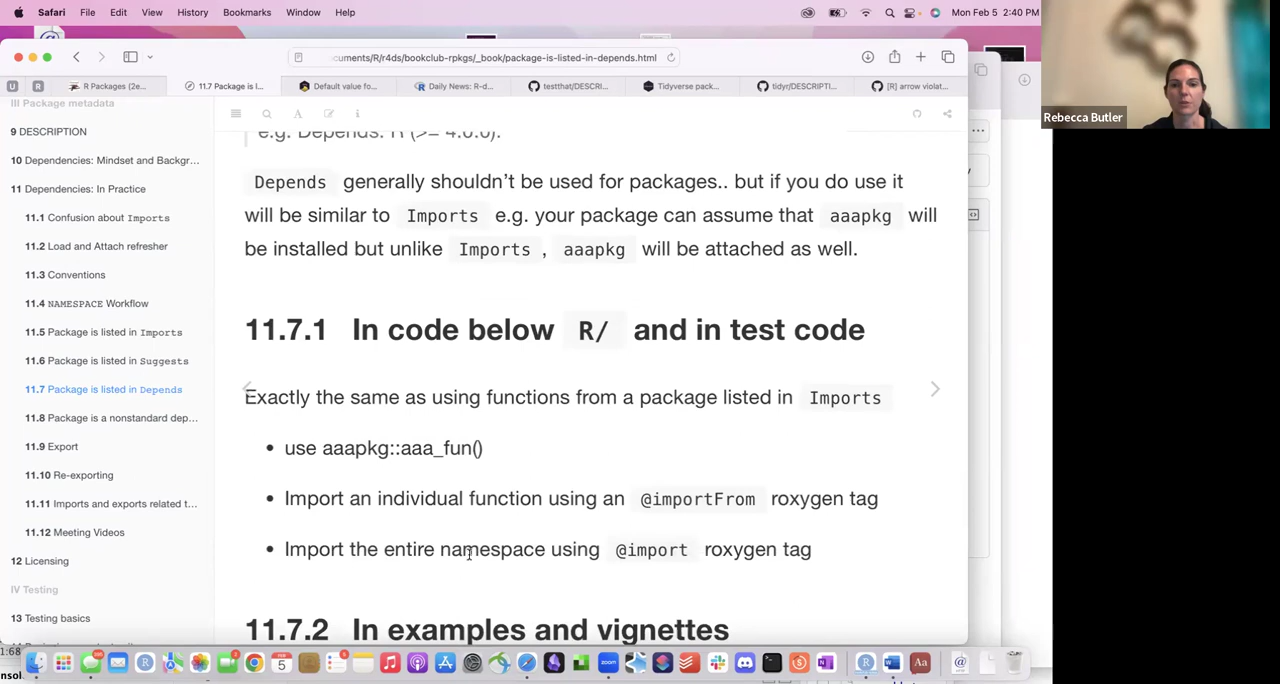 Safari File Edit View History Bookmarks Window Help
Mon Feb 5 2:40 PM
:cuments/R/r4ds/bookclub-rpkgs/_book/package-is-listed-in-depends.html
R Packages (2e...
11.7 Package is l...
Default value fo...
Daily News: R-d...
testthat/DESCRI...
Tidyverse pack...
tidyr/DESCRIPTI...
[R] arrow violat...
Rebecca Butler
III Package metadata
9 DESCRIPTION
10 Dependencies: Mindset and Backgr...
11 Dependencies: In Practice
11.1 Confusion about Imports
11.2 Load and Attach refresher
11.3 Conventions
11.4 NAMESPACE Workflow
11.5 Package is listed in Imports
11.6 Package is listed in Suggests
11.7 Package is listed in Depends
11.8 Package is a nonstandard dep...
11.9 Export
11.10 Re-exporting
11.11 Imports and exports related t...
11.12 Meeting Videos
12 Licensing
IV Testing
13 Testing basics
e.g. Depends: R (>= 4.0.0).
Depends generally shouldn't be used for packages.. but if you do use it
will be similar to Imports e.g. your package can assume that aaapkg will
be installed but unlike Imports , aaapkg will be attached as well.
11.7.1 In code below R/ and in test code
Exactly the same as using functions from a package listed in Imports
• use aaapkg::aaa_fun()
• Import an individual function using an @importFrom roxygen tag
• Import the entire namespace using @import roxygen tag
11.7.2 In examples and vignettes
1:68
nsol